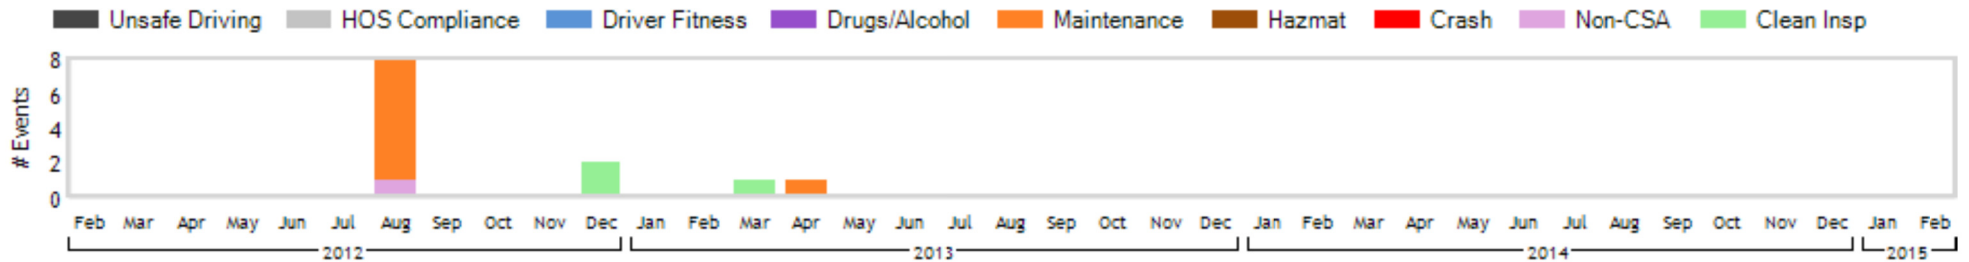 Unsafe Driving HOS Compliance Driver Fitness Drugs/Alcohol Maintenance Hazmat Crash Non-CSA Clean Insp
# Events
8
6
4
2
0
Feb Mar Apr May Jun Jul Aug Sep Oct Nov Dec Jan Feb Mar Apr May Jun Jul Aug Sep Oct Nov Dec Jan Feb Mar Apr May Jun Jul Aug Sep Oct Nov Dec Jan Feb
2012 2013 2014 2015